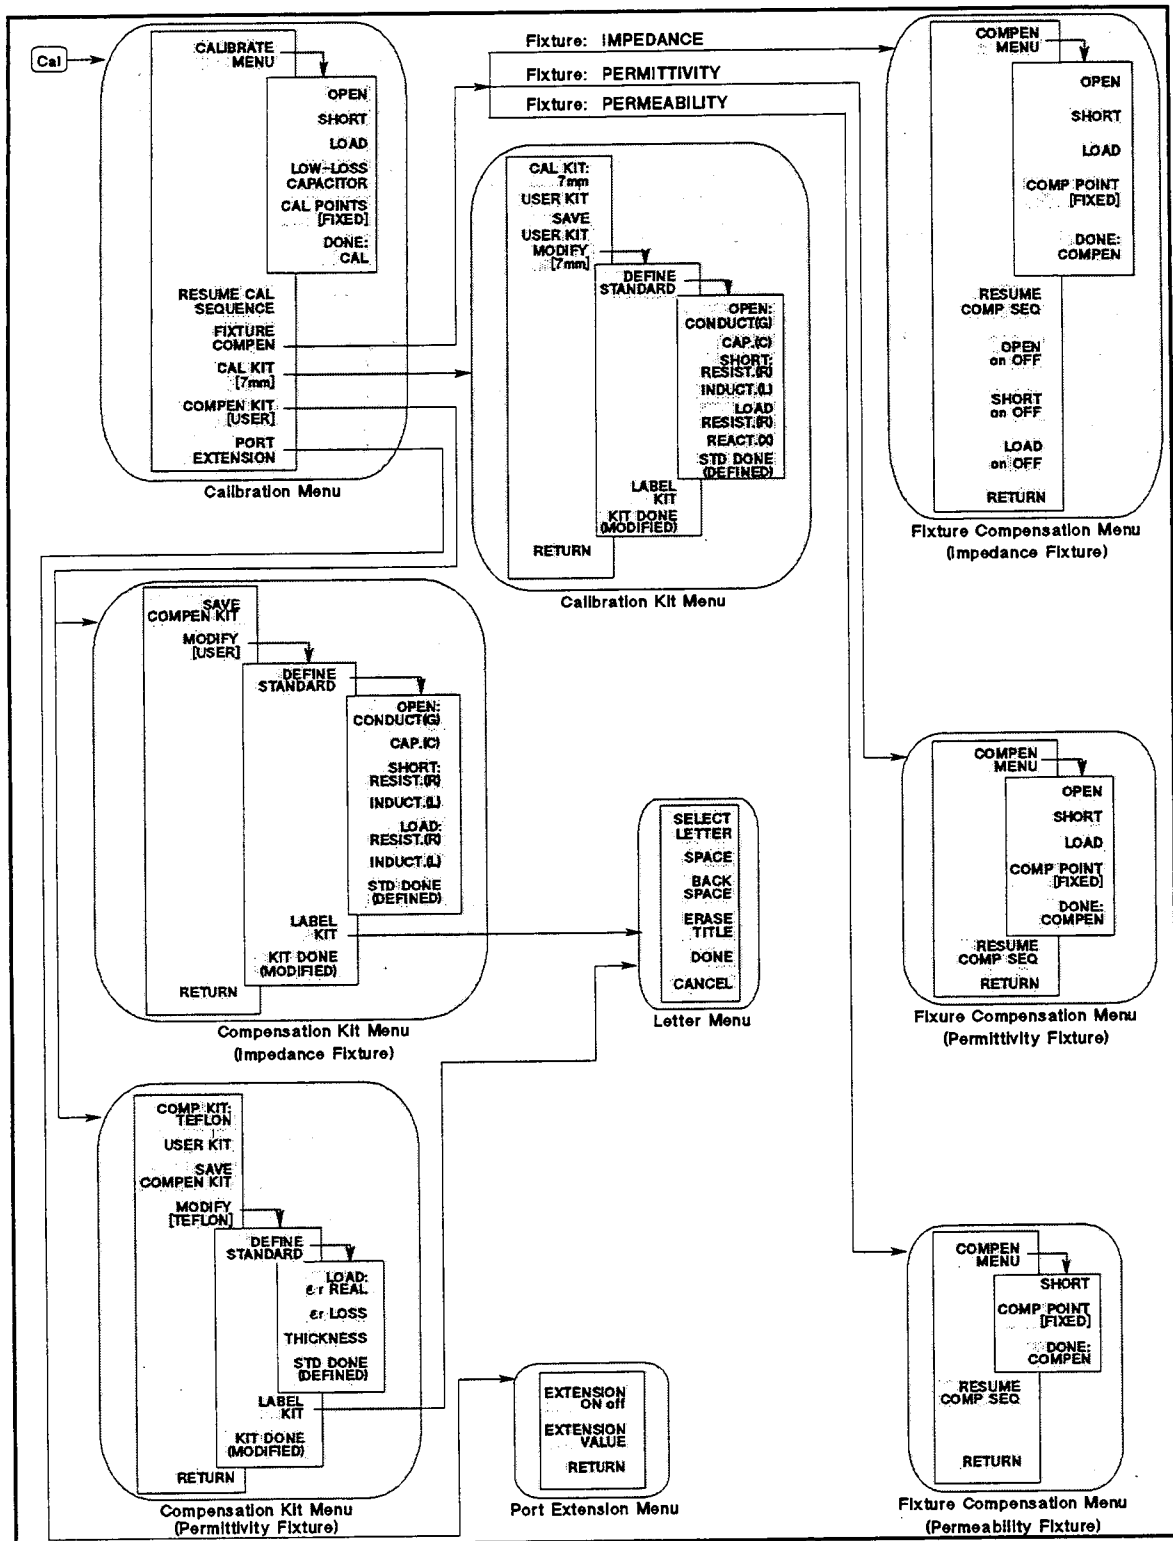 Cal
CALIBRATE
MENU
OPEN
SHORT
LOAD
LOW-LOSS
CAPACITOR
CAL POINTS
[FIXED]
DONE:
CAL
RESUME CAL
SEQUENCE
FIXTURE
COMPEN
CAL KIT
[7mm]
COMPEN KIT
[USER]
PORT
EXTENSION
Calibration Menu
Fixture: IMPEDANCE
Fixture: PERMITTIVITY
Fixture: PERMEABILITY
CAL KIT:
7mm
USER KIT
SAVE
USER KIT
MODIFY
[7mm]
DEFINE
STANDARD
OPEN:
CONDUCT(G)
CAP.(C)
SHORT:
RESIST.(R)
INDUCT.(L)
LOAD
RESIST.(R)
REACT.(X)
STD DONE
(DEFINED)
LABEL
KIT
KIT DONE
(MODIFIED)
RETURN
Calibration Kit Menu
COMPEN
MENU
OPEN
SHORT
LOAD
COMP POINT
[FIXED]
DONE:
COMPEN
RESUME
COMP SEQ
OPEN
on OFF
SHORT
on OFF
LOAD
on OFF
RETURN
Fixture Compensation Menu
(Impedance Fixture)
SAVE
COMPEN KIT
MODIFY
[USER]
DEFINE
STANDARD
OPEN:
CONDUCT(G)
CAP.(C)
SHORT:
RESIST.(R)
INDUCT.(L)
LOAD:
RESIST.(R)
INDUCT.(L)
STD DONE
(DEFINED)
LABEL
KIT
KIT DONE
(MODIFIED)
RETURN
Compensation Kit Menu
(Impedance Fixture)
SELECT
LETTER
SPACE
BACK
SPACE
ERASE
TITLE
DONE
CANCEL
Letter Menu
COMPEN
MENU
OPEN
SHORT
LOAD
COMP POINT
[FIXED]
DONE:
COMPEN
RESUME
COMP SEQ
RETURN
Fixure Compensation Menu
(Permittivity Fixture)
COMP KIT:
TEFLON
USER KIT
SAVE
COMPEN KIT
MODIFY
[TEFLON]
DEFINE
STANDARD
LOAD:
εr REAL
εr LOSS
THICKNESS
STD DONE
(DEFINED)
LABEL
KIT
KIT DONE
(MODIFIED)
RETURN
Compensation Kit Menu
(Permittivity Fixture)
EXTENSION
ON off
EXTENSION
VALUE
RETURN
Port Extension Menu
COMPEN
MENU
SHORT
COMP POINT
[FIXED]
DONE:
COMPEN
RESUME
COMP SEQ
RETURN
Fixture Compensation Menu
(Permeability Fixture)